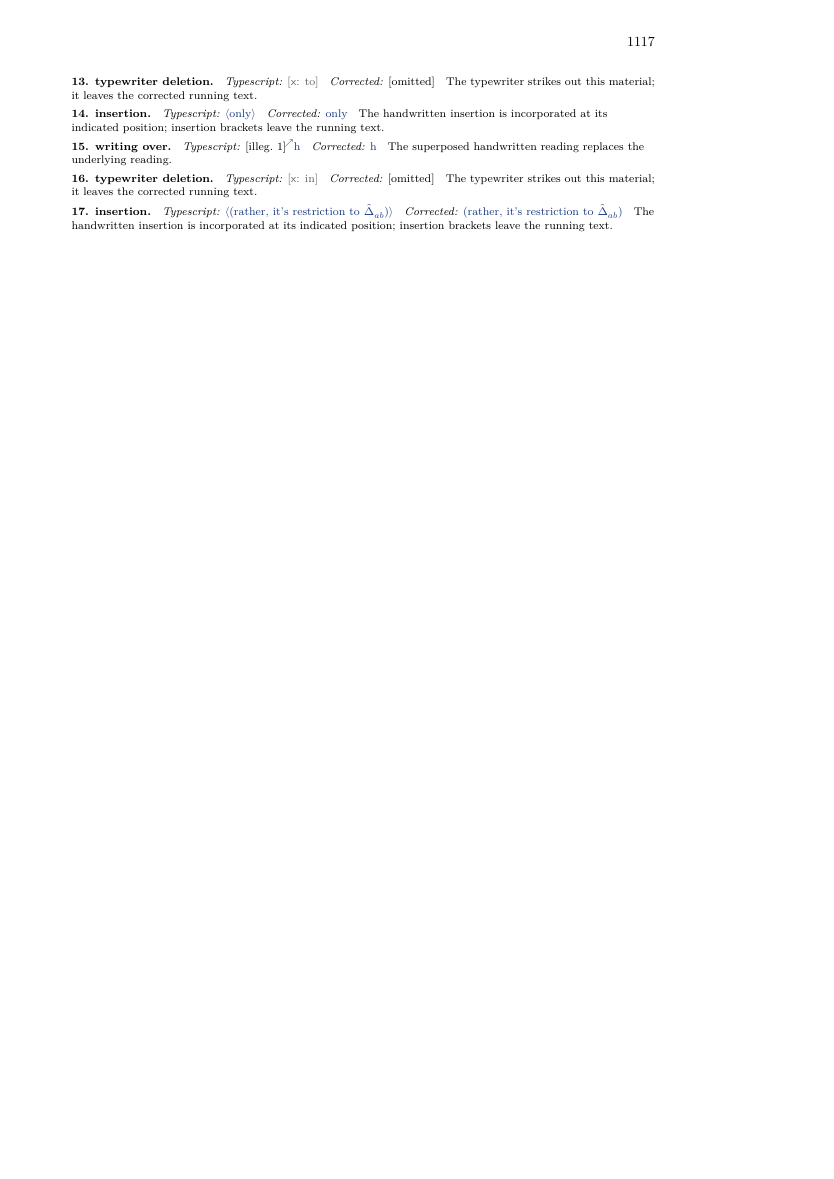 1117
13. typewriter deletion. Typescript: [x: to] Corrected: [omitted] The typewriter strikes out this material;
it leaves the corrected running text.
14. insertion. Typescript: ⟨only⟩ Corrected: only The handwritten insertion is incorporated at its
indicated position; insertion brackets leave the running text.
15. writing over. Typescript: [illeg. 1]↗h Corrected: h The superposed handwritten reading replaces the
underlying reading.
16. typewriter deletion. Typescript: [x: in] Corrected: [omitted] The typewriter strikes out this material;
it leaves the corrected running text.
17. insertion. Typescript: ⟨(rather, it's restriction to Δ̃_ab)⟩ Corrected: (rather, it's restriction to Δ̃_ab) The
handwritten insertion is incorporated at its indicated position; insertion brackets leave the running text.